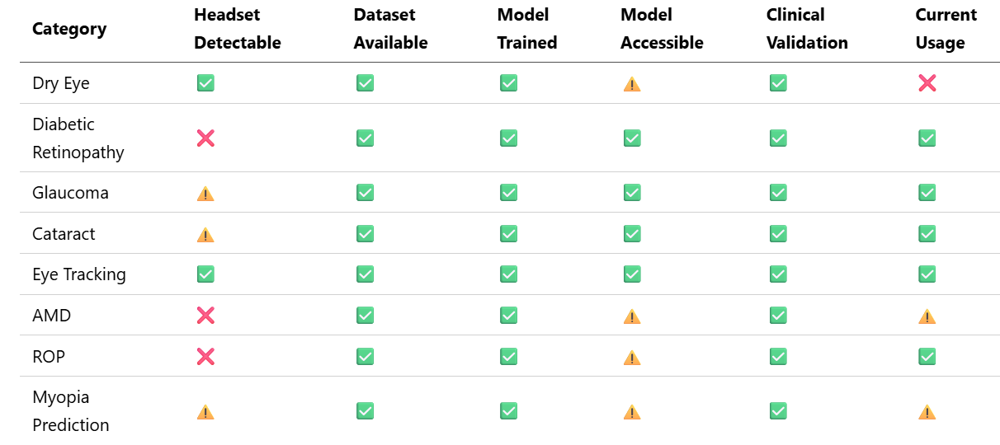 Category Headset Detectable Dataset Available Model Trained Model Accessible Clinical Validation Current Usage
Dry Eye ✅ ✅ ✅ ⚠️ ✅ ❌
Diabetic Retinopathy ❌ ✅ ✅ ✅ ✅ ✅
Glaucoma ⚠️ ✅ ✅ ✅ ✅ ✅
Cataract ⚠️ ✅ ✅ ✅ ✅ ✅
Eye Tracking ✅ ✅ ✅ ✅ ✅ ✅
AMD ❌ ✅ ✅ ⚠️ ✅ ⚠️
ROP ❌ ✅ ✅ ⚠️ ✅ ✅
Myopia Prediction ⚠️ ✅ ✅ ⚠️ ✅ ⚠️